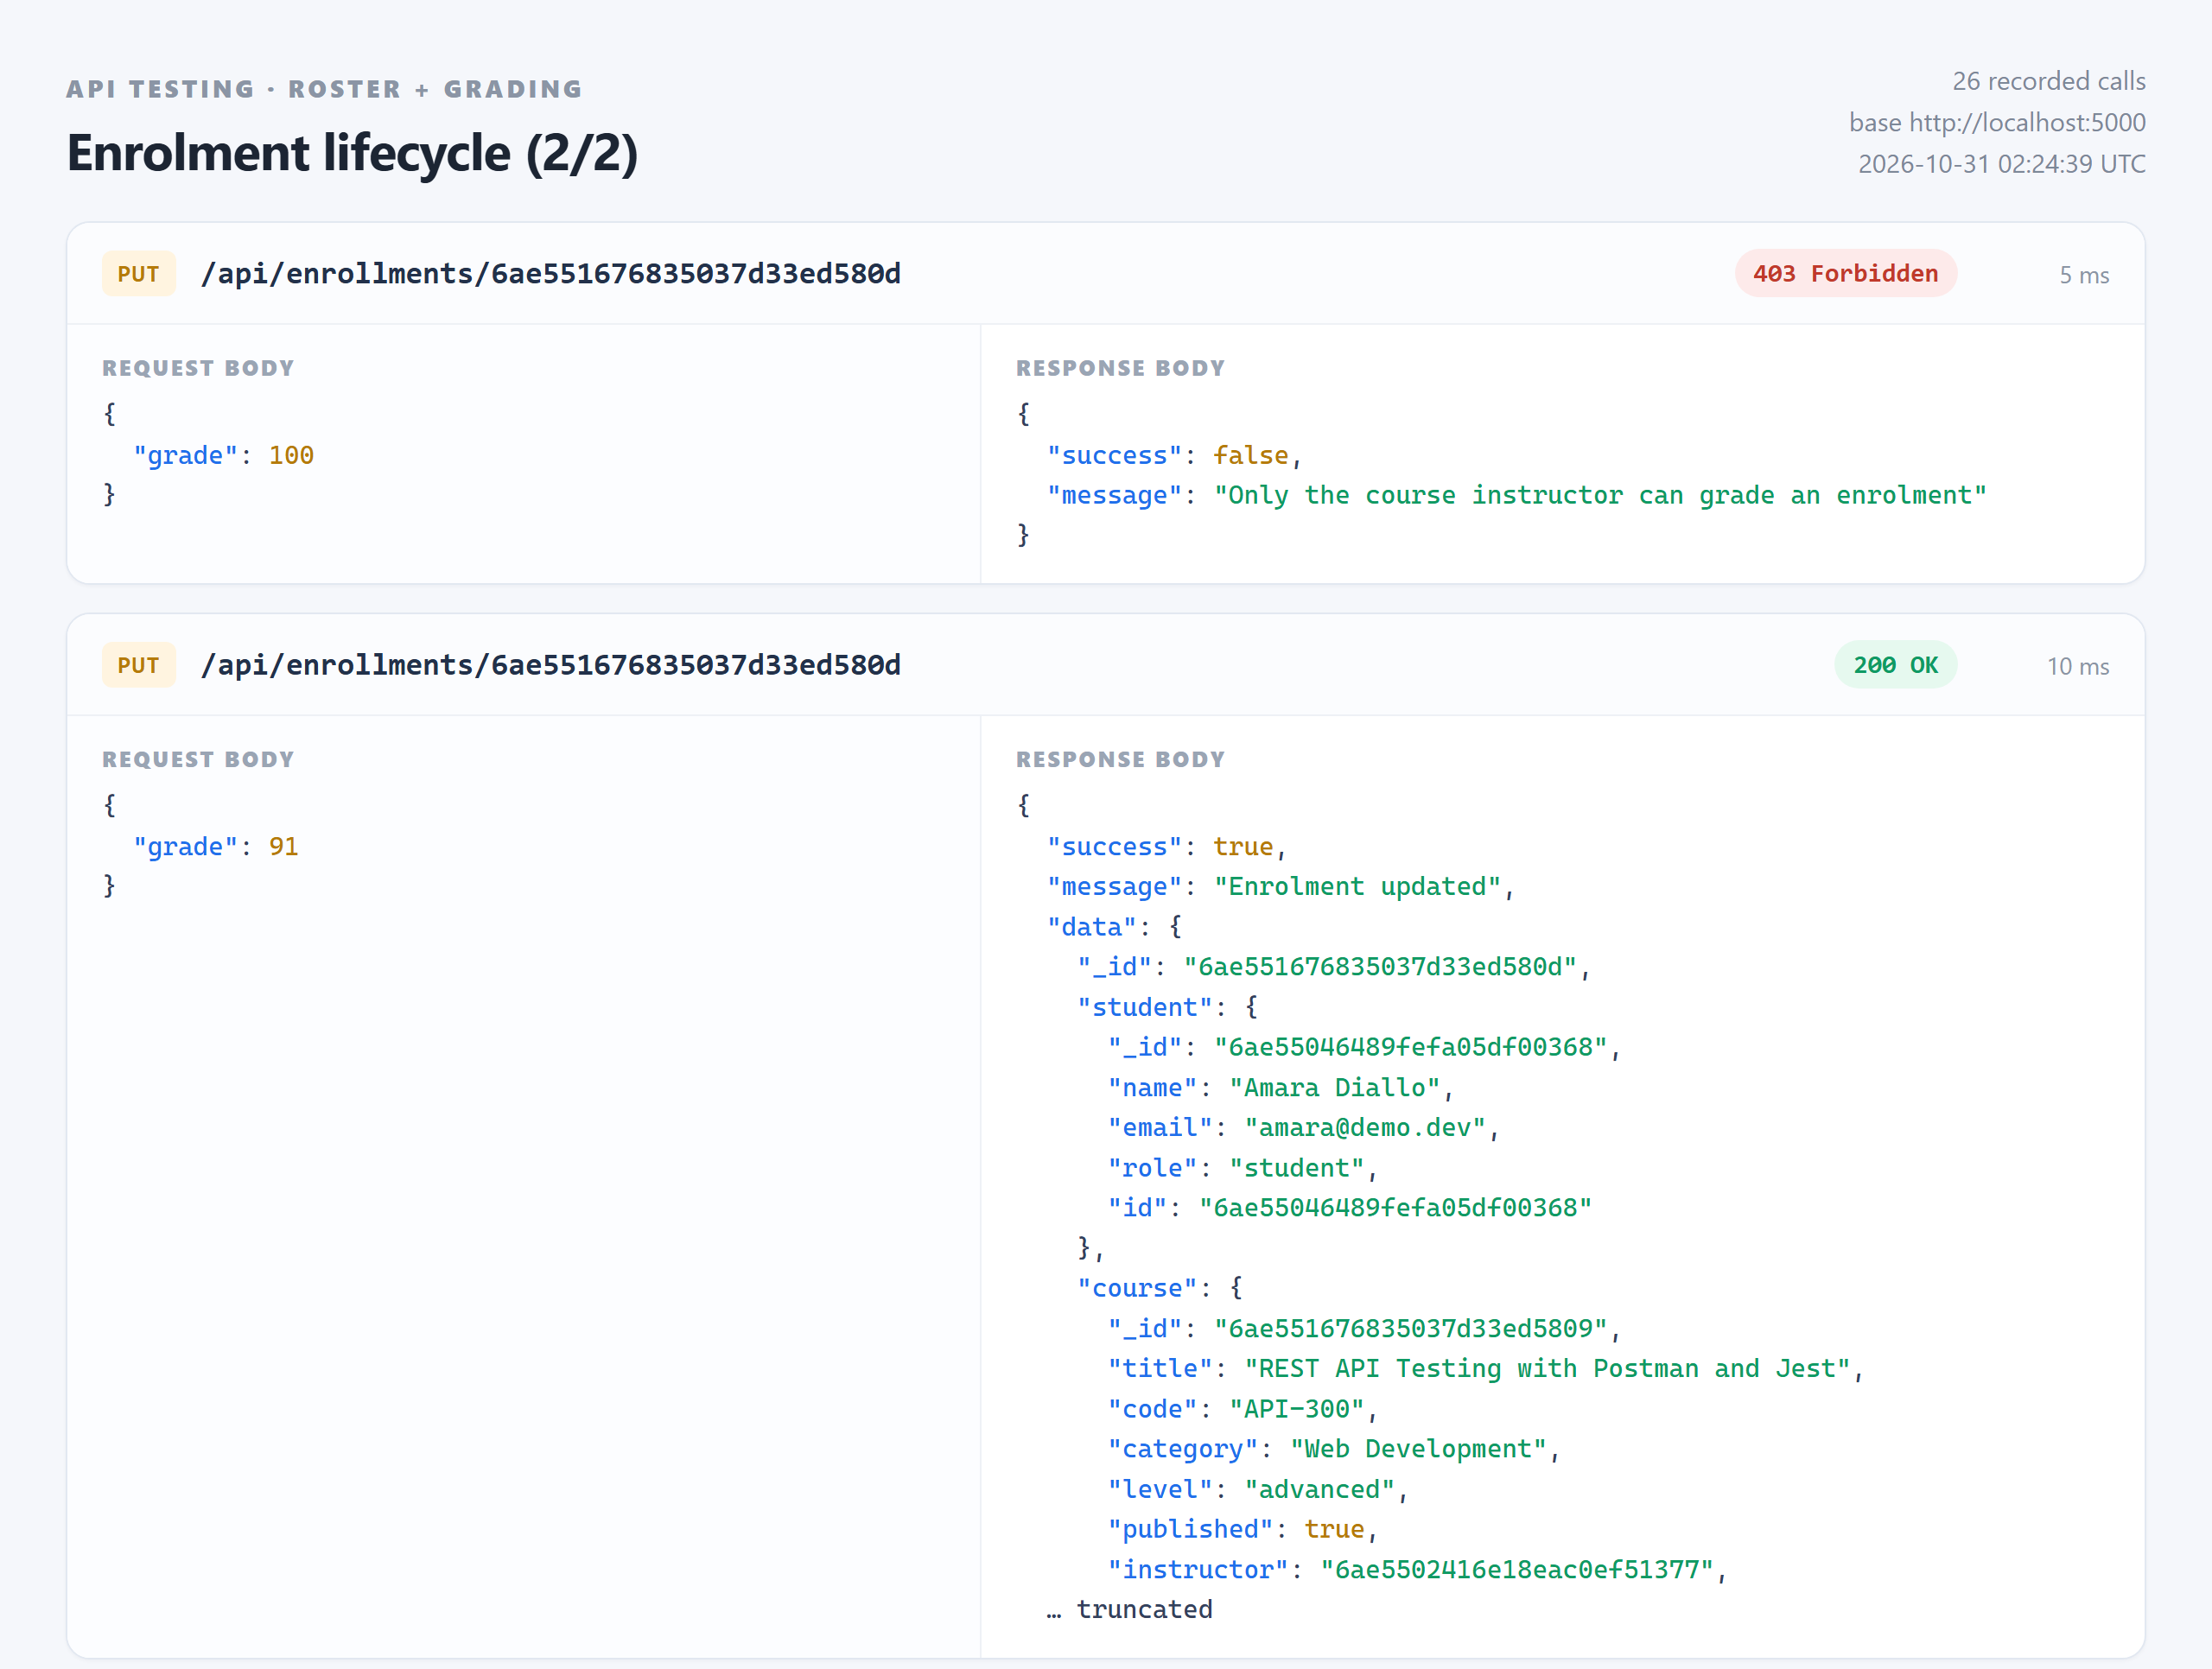 API TESTING · ROSTER + GRADING
Enrolment lifecycle (2/2)
26 recorded calls
base http://localhost:5000
2026-10-31 02:24:39 UTC
PUT /api/enrollments/6ae551676835037d33ed580d 403 Forbidden 5 ms
REQUEST BODY
{
  "grade": 100
}
RESPONSE BODY
{
  "success": false,
  "message": "Only the course instructor can grade an enrolment"
}
PUT /api/enrollments/6ae551676835037d33ed580d 200 OK 10 ms
REQUEST BODY
{
  "grade": 91
}
RESPONSE BODY
{
  "success": true,
  "message": "Enrolment updated",
  "data": {
    "_id": "6ae551676835037d33ed580d",
    "student": {
      "_id": "6ae55046489fefa05df00368",
      "name": "Amara Diallo",
      "email": "amara@demo.dev",
      "role": "student",
      "id": "6ae55046489fefa05df00368"
    },
    "course": {
      "_id": "6ae551676835037d33ed5809",
      "title": "REST API Testing with Postman and Jest",
      "code": "API-300",
      "category": "Web Development",
      "level": "advanced",
      "published": true,
      "instructor": "6ae5502416e18eac0ef51377",
  … truncated